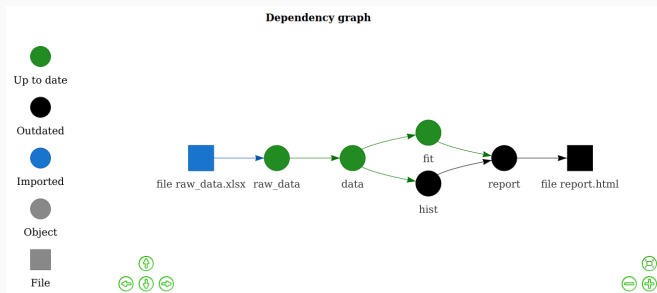 Dependency graph
Up to date
Outdated
Imported
Object
File
file raw_data.xlsx
raw_data
data
fit
hist
report
file report.html